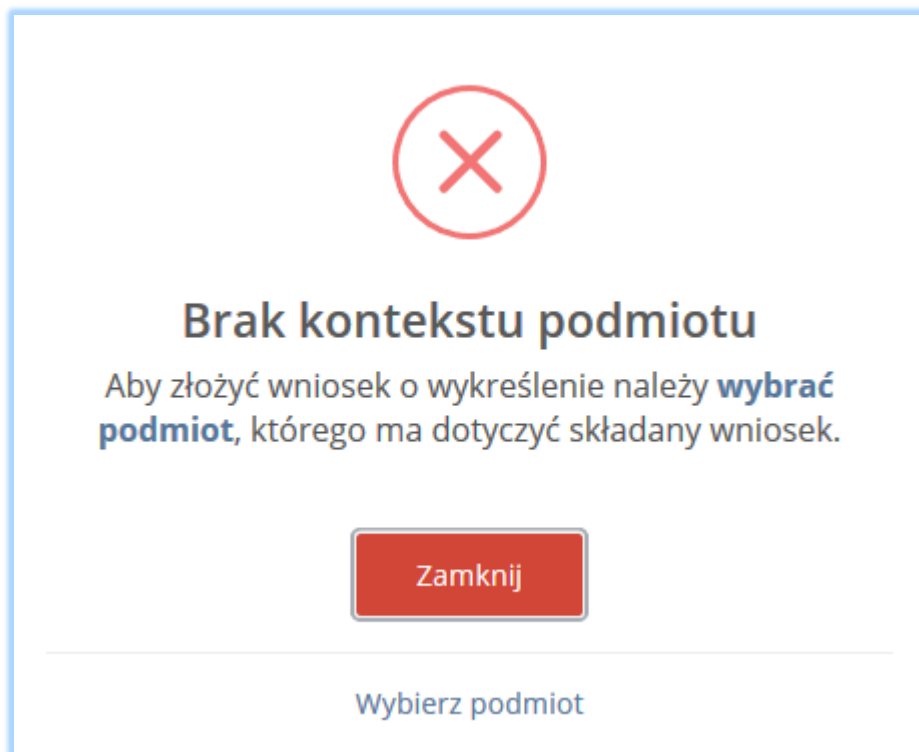 Brak kontekstu podmiotu
Aby złożyć wniosek o wykreślenie należy wybrać
podmiot, którego ma dotyczyć składany wniosek.
Zamknij
Wybierz podmiot